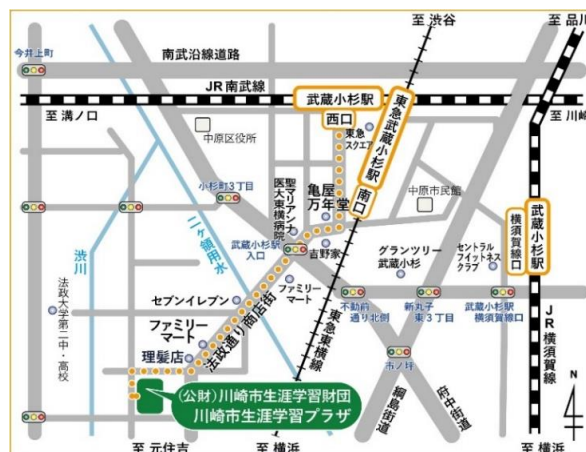 至 渋谷
至 品川
今井上町
南武沿線道路
JR南武線
武蔵小杉駅
西口
至 溝ノ口
至 川崎
東急スクエア
東急武蔵小杉駅
南口
中原区役所
小杉町3丁目
聖マリアンナ
医大東横病院
亀屋
万年堂
中原市民館
武蔵小杉駅
横須賀線口
二ヶ領用水
渋川
武蔵小杉駅
入口
吉野家
グランツリー
武蔵小杉
セントラル
フィットネス
クラブ
法政大学
第二中・高校
セブンイレブン
ファミリー
マート
不動前
通り北側
新丸子
東3丁目
武蔵小杉駅
横須賀線口
ファミリー
マート
法政通り商店街
東急東横線
JR横須賀線
理髪店
市ノ坪
綱島街道
府中街道
(公財)川崎市生涯学習財団
川崎市生涯学習プラザ
N
至 元住吉
至 横浜
至 横浜